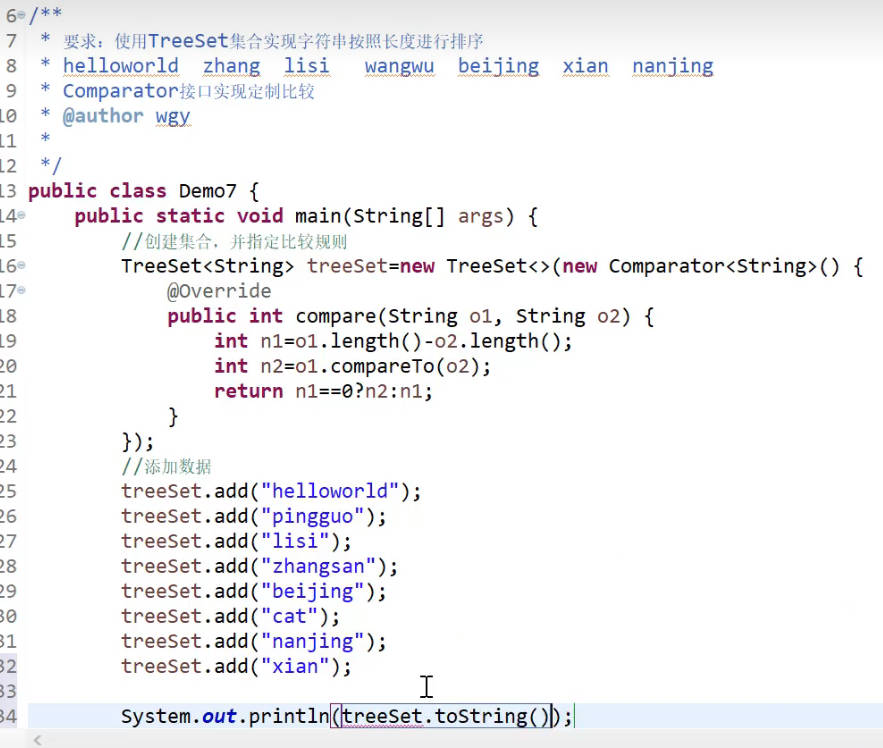 6 /**
7 * 要求：使用TreeSet集合实现字符串按照长度进行排序
8 * helloworld zhang lisi wangwu beijing xian nanjing
9 * Comparator接口实现定制比较
10 * @author wgy
11 *
12 */
13 public class Demo7 {
14 public static void main(String[] args) {
15 //创建集合，并指定比较规则
16 TreeSet<String> treeSet=new TreeSet<>(new Comparator<String>() {
17 @Override
18 public int compare(String o1, String o2) {
19 int n1=o1.length()-o2.length();
20 int n2=o1.compareTo(o2);
21 return n1==0?n2:n1;
22 }
23 });
24 //添加数据
25 treeSet.add("helloworld");
26 treeSet.add("pingguo");
27 treeSet.add("lisi");
28 treeSet.add("zhangsan");
29 treeSet.add("beijing");
30 treeSet.add("cat");
31 treeSet.add("nanjing");
32 treeSet.add("xian");
33
34 System.out.println(treeSet.toString());